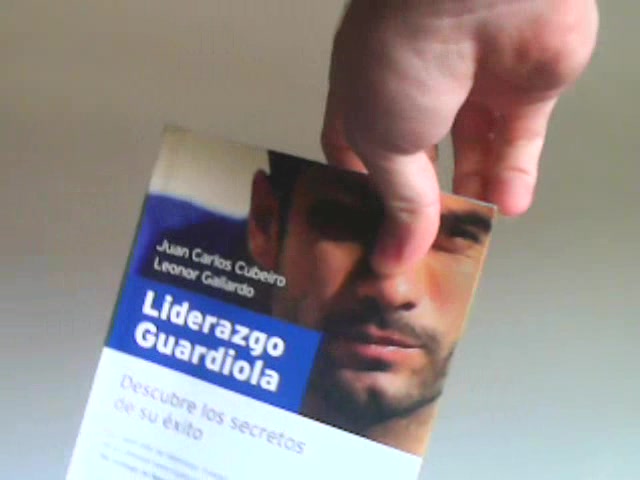 Juan Carlos Cubeiro
Leonor Gallardo
Liderazgo
Guardiola
Descubre los secretos
de su éxito